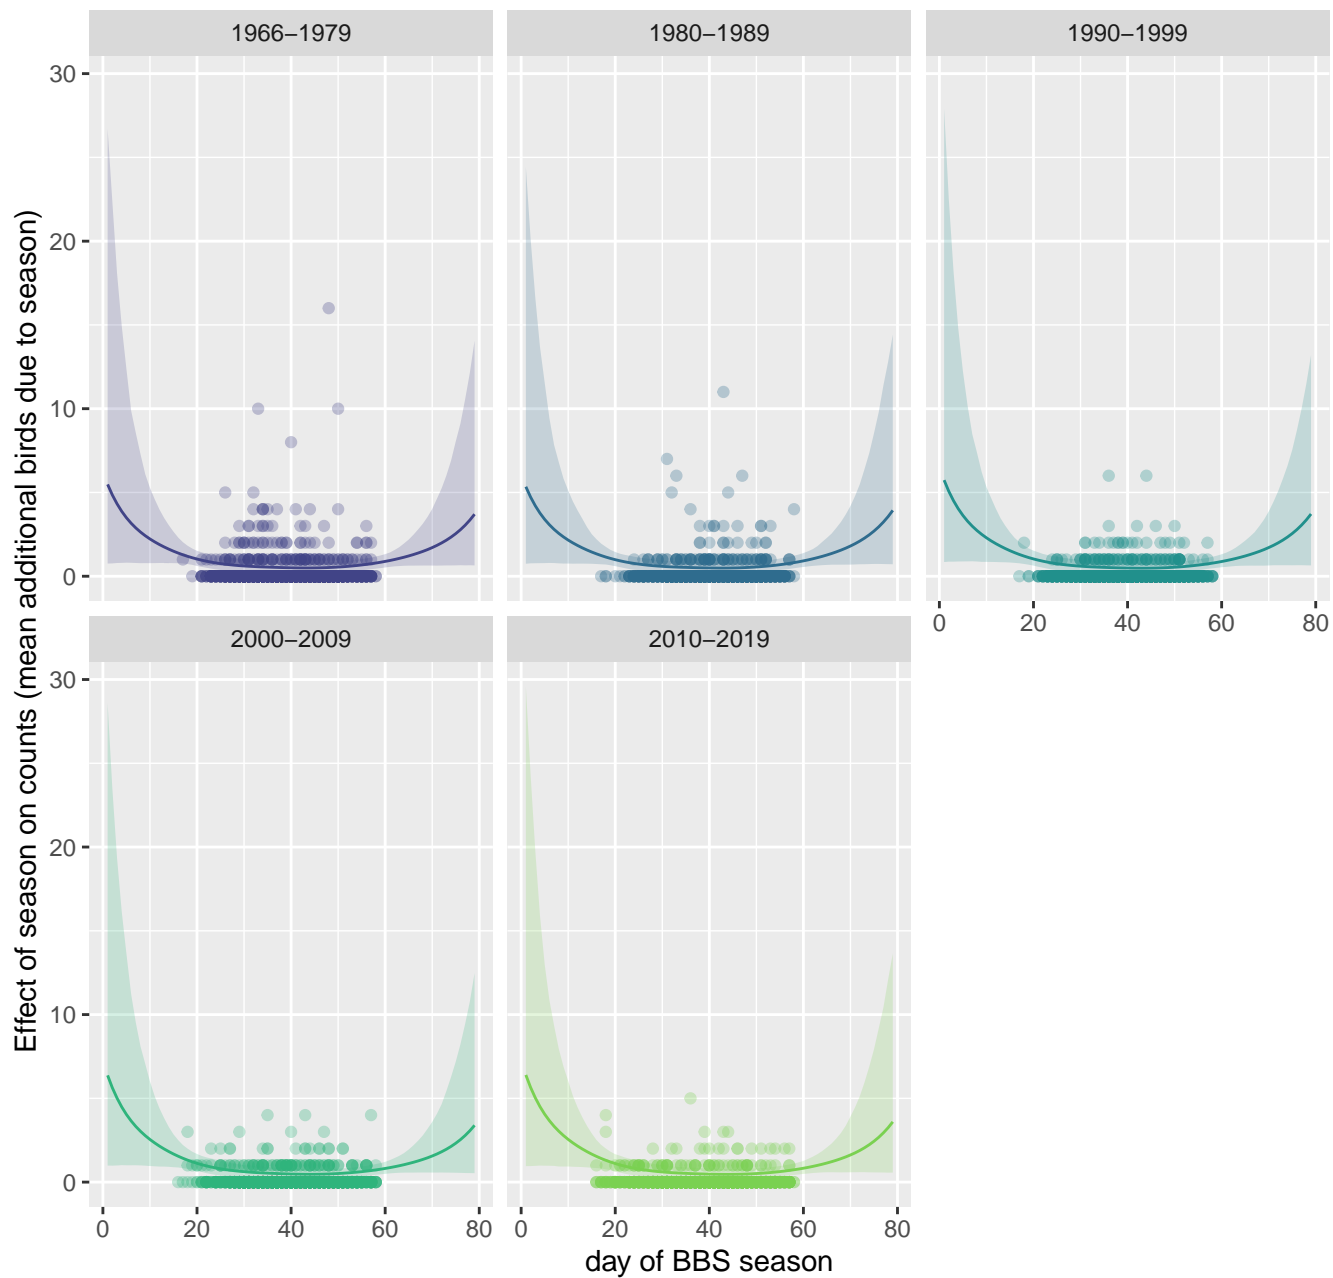 1966–1979
1980–1989
1990–1999
30
20
10
0
0 20 40 60 80
2000–2009
2010–2019
30
20
10
0
0 20 40 60 80
0 20 40 60 80
day of BBS season
Effect of season on counts (mean additional birds due to season)